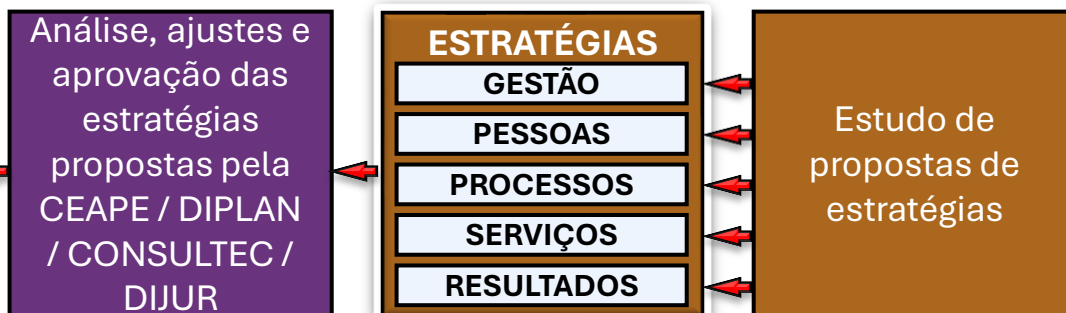 Análise, ajustes e
aprovação das
estratégias
propostas pela
CEAPE / DIPLAN
/ CONSULTEC /
DIJUR
ESTRATÉGIAS
GESTÃO
PESSOAS
PROCESSOS
SERVIÇOS
RESULTADOS
Estudo de
propostas de
estratégias